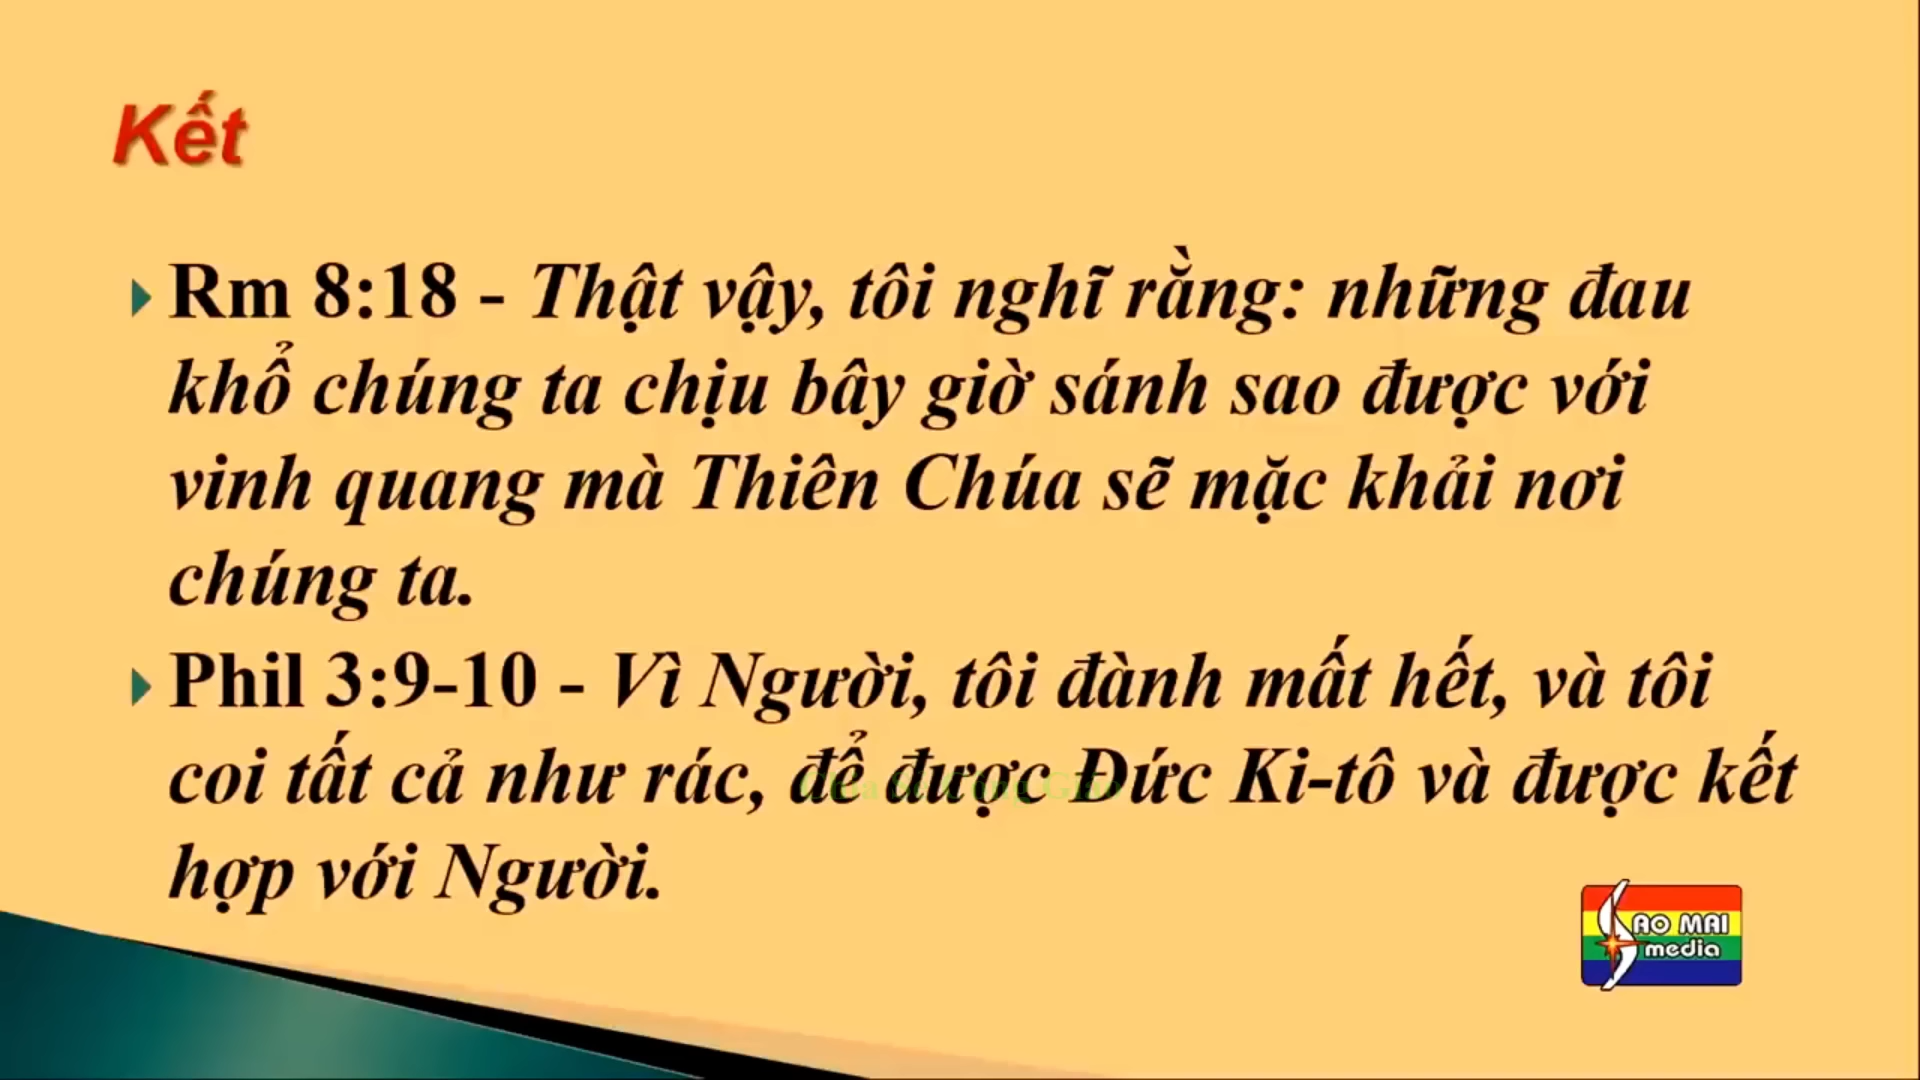 Kết
Rm 8:18 - Thật vậy, tôi nghĩ rằng: những đau
khổ chúng ta chịu bây giờ sánh sao được với
vinh quang mà Thiên Chúa sẽ mặc khải nơi
chúng ta.
Phil 3:9-10 - Vì Người, tôi đành mất hết, và tôi
coi tất cả như rác, để được Đức Ki-tô và được kết
hợp với Người.
SAO MAI
media